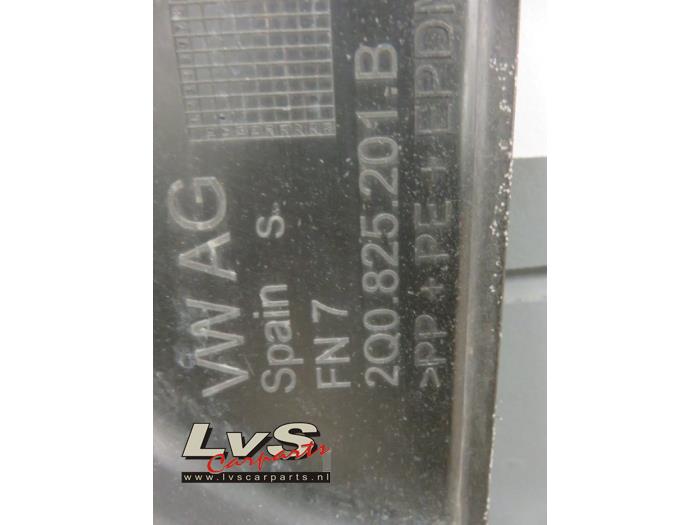 VW AG
Spain s.
FN 7
2Q0.825.201.B
>PP + PE + EPDM
LvS
Carparts
www.lvscarparts.nl